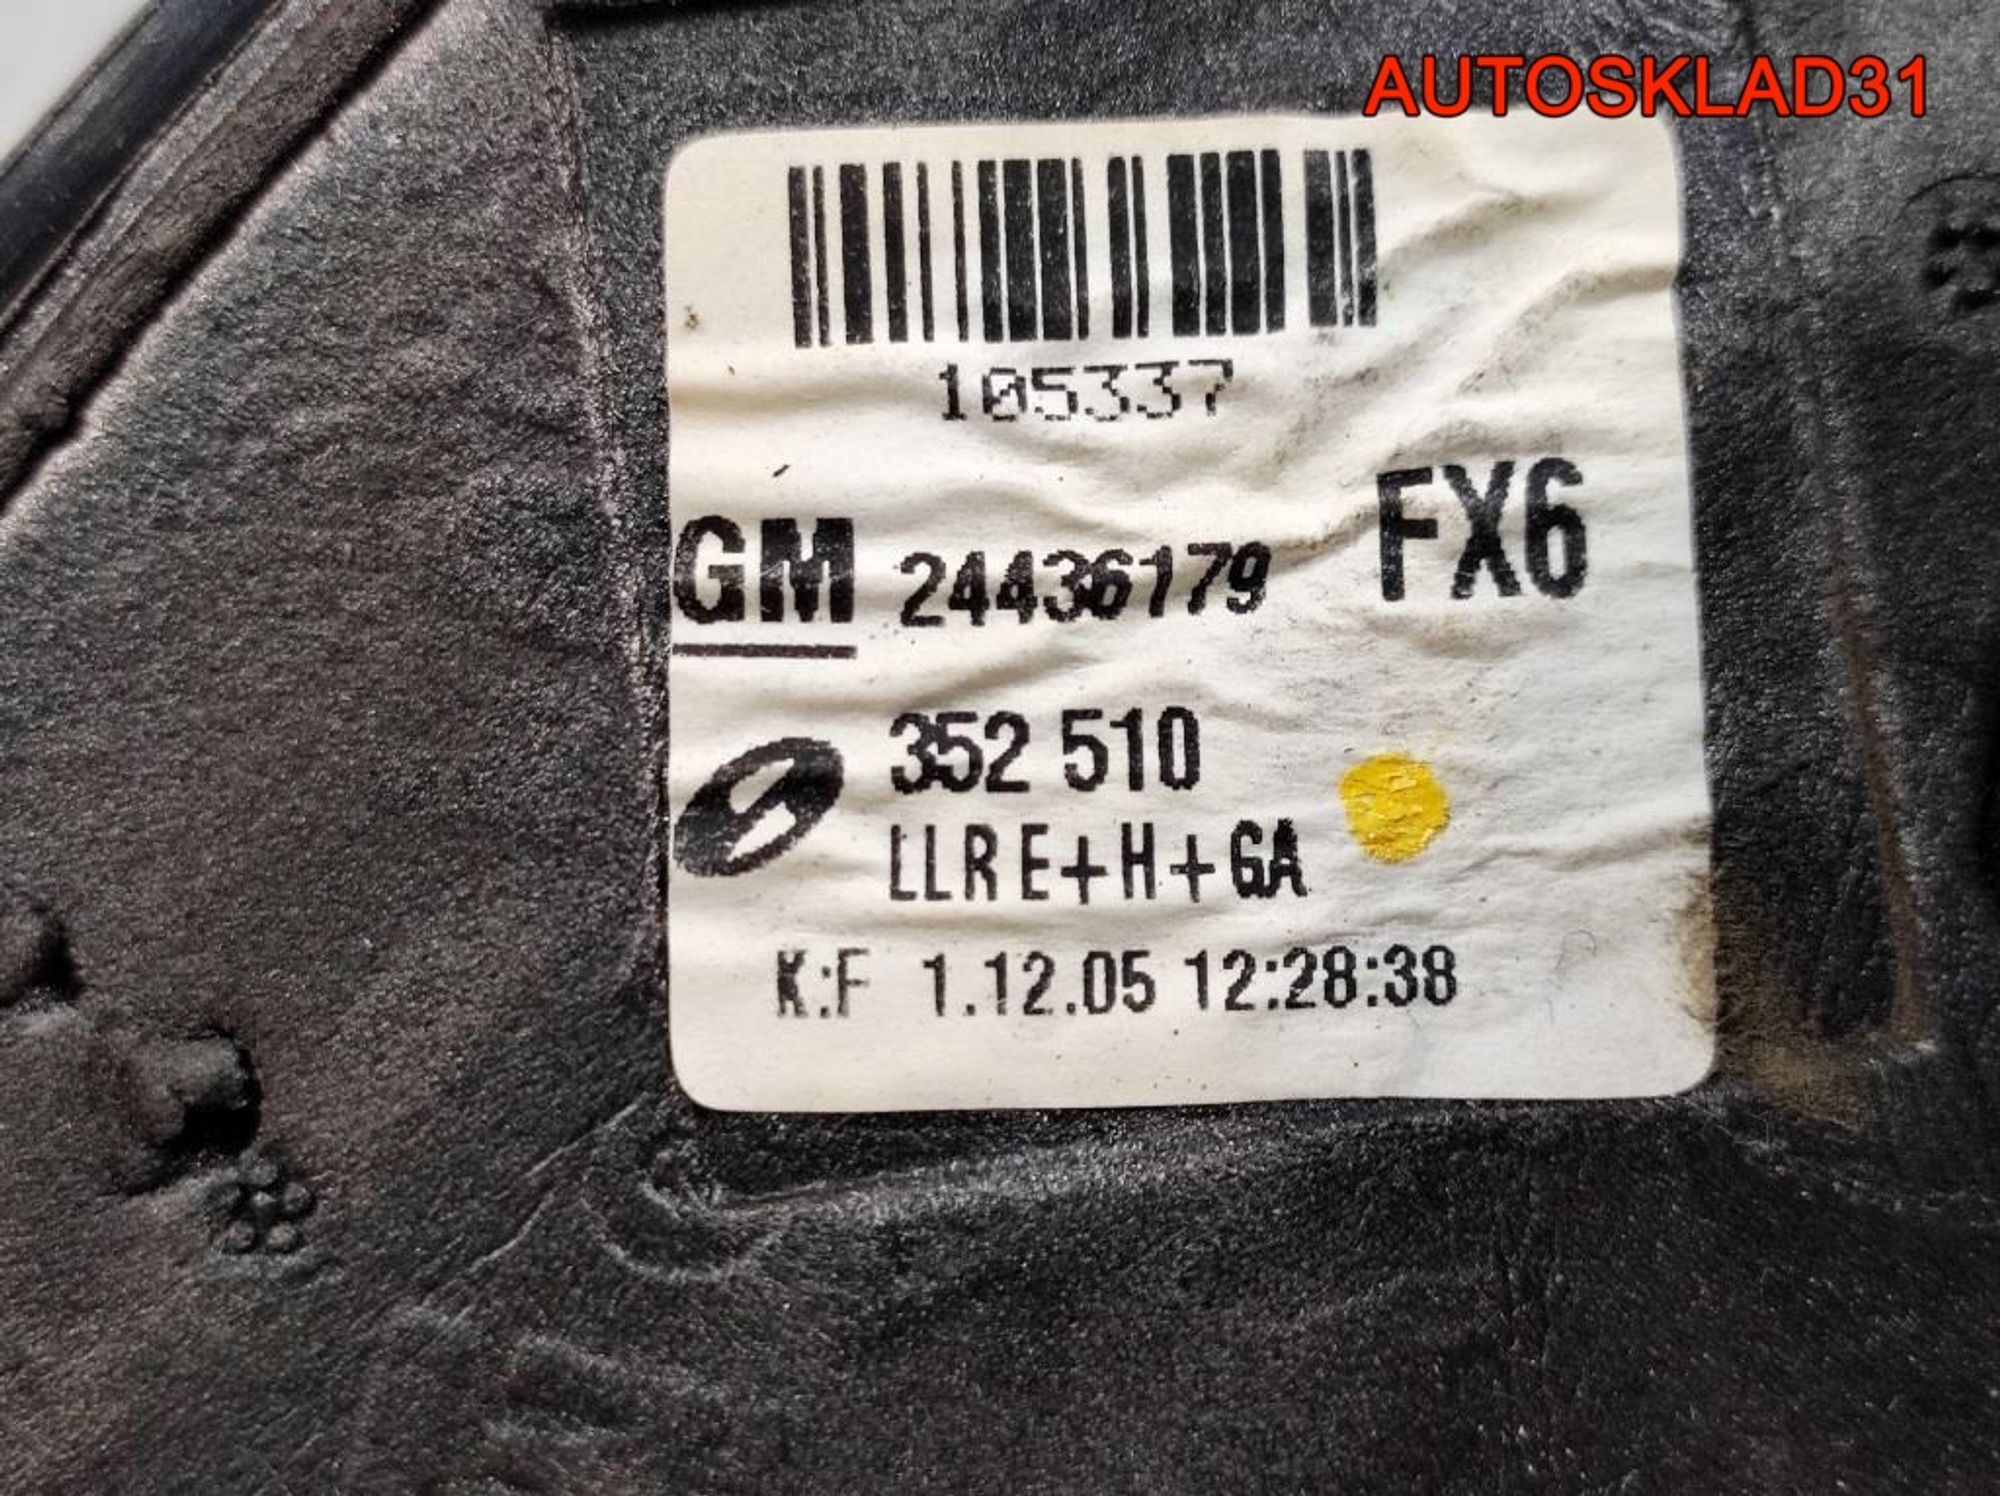 AUTOSKLAD31
105337
GM 24436179 FX6
352 510
LLR E+H+GA
K:F 1.12.05 12:28:38